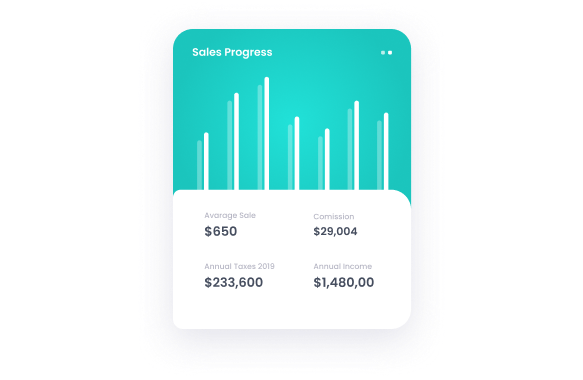 Sales Progress
Avarage Sale
Comission
$650
$29,004
Annual Taxes 2019
Annual Income
$233,600
$1,480,00